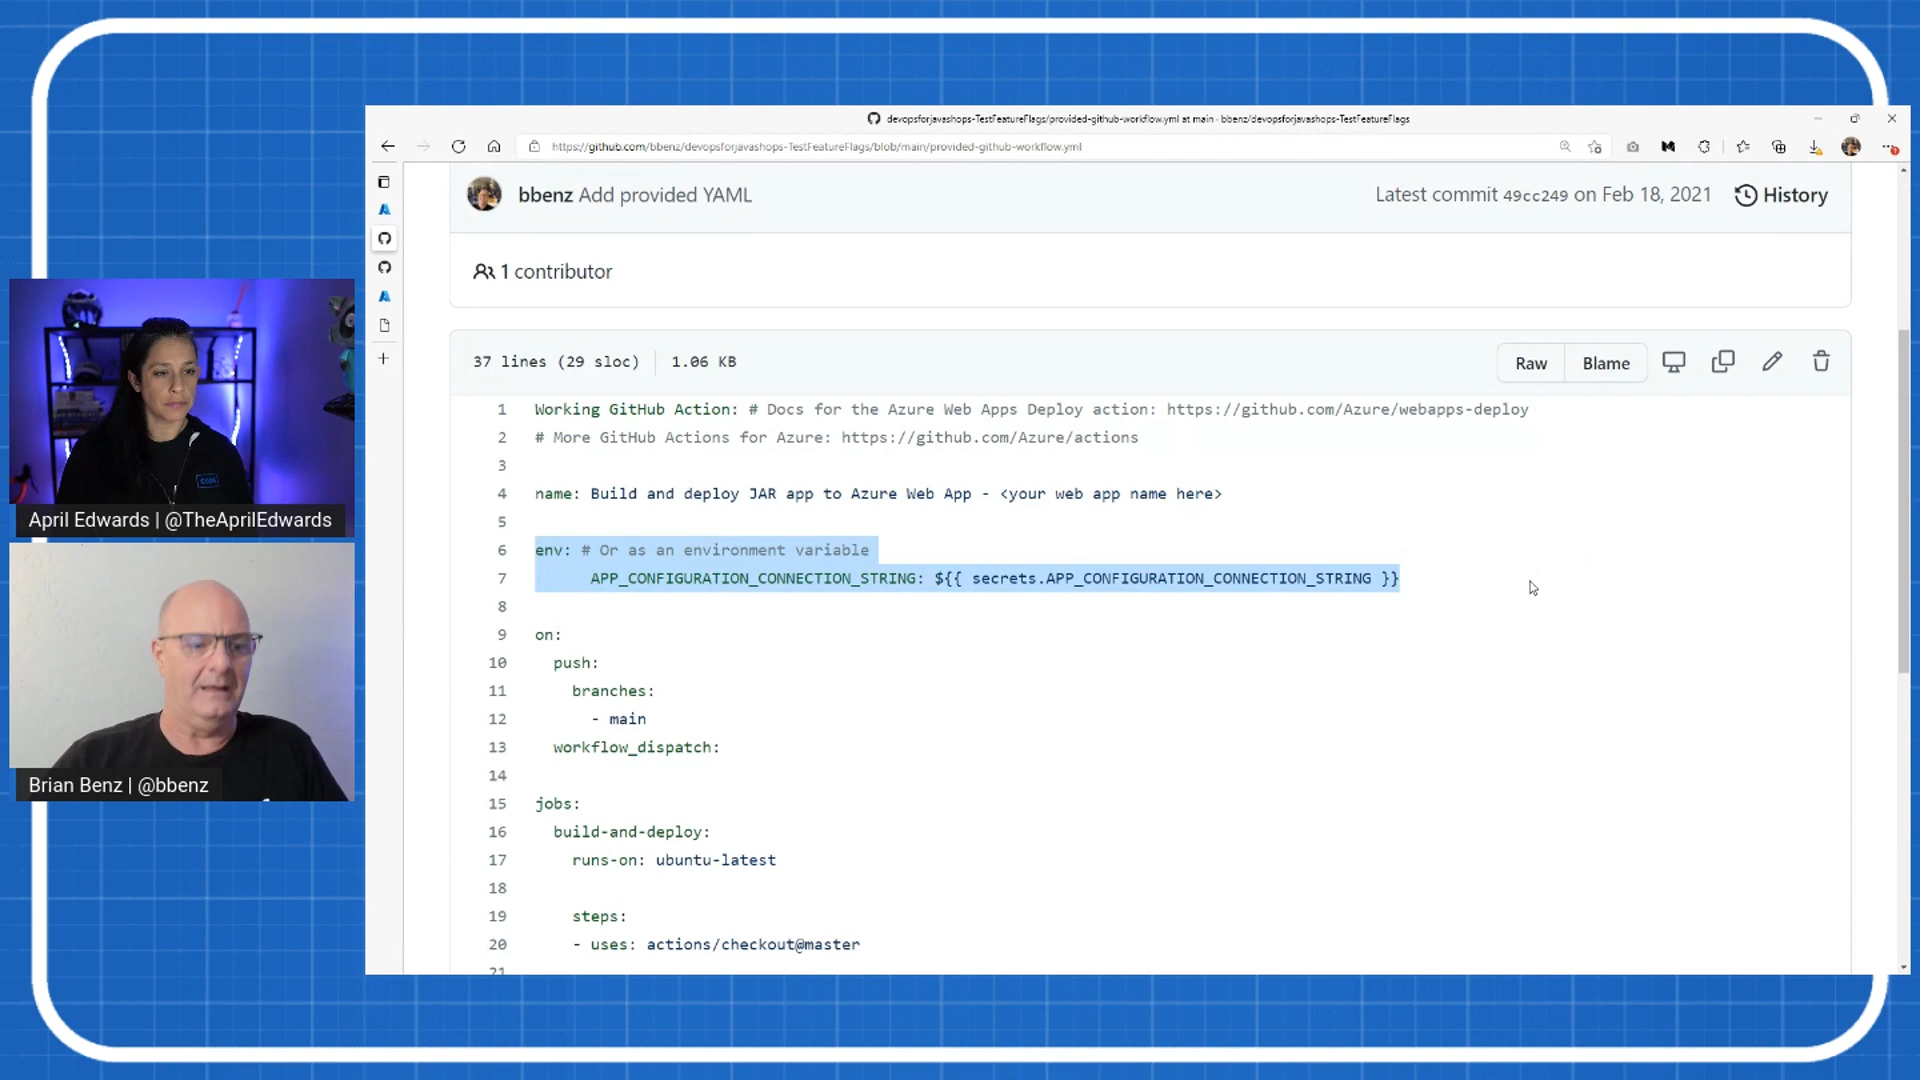 devopsforjavashops-TestFeatureFlags/provided-github-workflow.yml at main · bbenz/devopsforjavashops-TestFeatureFlags
https://github.com/bbenz/devopsforjavashops-TestFeatureFlags/blob/main/provided-github-workflow.yml
bbenz Add provided YAML
Latest commit 49cc249 on Feb 18, 2021
History
1 contributor
37 lines (29 sloc)
1.06 KB
Raw
Blame
1 Working GitHub Action: # Docs for the Azure Web Apps Deploy action: https://github.com/Azure/webapps-deploy
2 # More GitHub Actions for Azure: https://github.com/Azure/actions
3
4 name: Build and deploy JAR app to Azure Web App - <your web app name here>
5
6 env: # Or as an environment variable
7 APP_CONFIGURATION_CONNECTION_STRING: ${{ secrets.APP_CONFIGURATION_CONNECTION_STRING }}
8
9 on:
10 push:
11 branches:
12 - main
13 workflow_dispatch:
14
15 jobs:
16 build-and-deploy:
17 runs-on: ubuntu-latest
18
19 steps:
20 - uses: actions/checkout@master
21
April Edwards | @TheAprilEdwards
Brian Benz | @bbenz